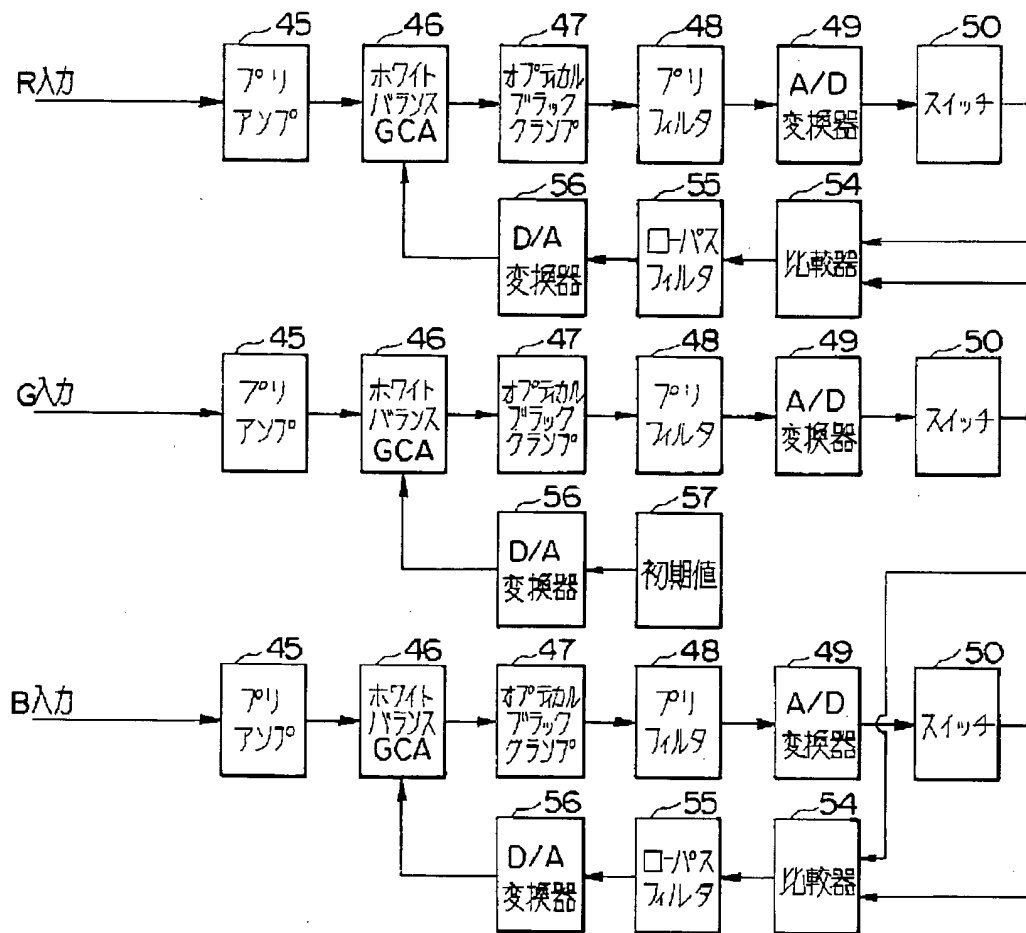 45 46 47 48 49 50
R入力
プリ
アンプ
ホワイト
バランス
GCA
オプティカル
ブラック
クランプ
プリ
フィルタ
A/D
変換器
スイッチ
56 55 54
D/A
変換器
ローパス
フィルタ
比較器
45 46 47 48 49 50
G入力
プリ
アンプ
ホワイト
バランス
GCA
オプティカル
ブラック
クランプ
プリ
フィルタ
A/D
変換器
スイッチ
56 57
D/A
変換器
初期値
45 46 47 48 49 50
B入力
プリ
アンプ
ホワイト
バランス
GCA
オプティカル
ブラック
クランプ
プリ
フィルタ
A/D
変換器
スイッチ
56 55 54
D/A
変換器
ローパス
フィルタ
比較器